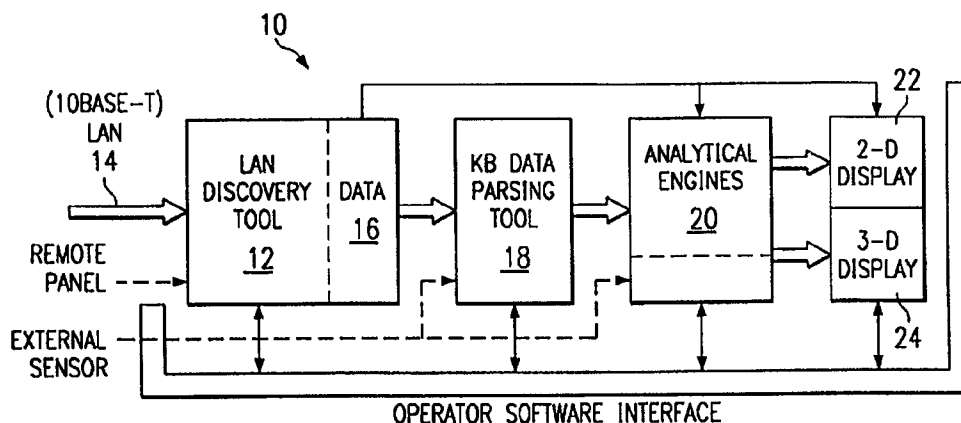 10
(10BASE-T)
LAN
14
LAN
DISCOVERY
TOOL
12
DATA
16
KB DATA
PARSING
TOOL
18
ANALYTICAL
ENGINES
20
22
2-D
DISPLAY
3-D
DISPLAY
24
REMOTE
PANEL
EXTERNAL
SENSOR
OPERATOR SOFTWARE INTERFACE